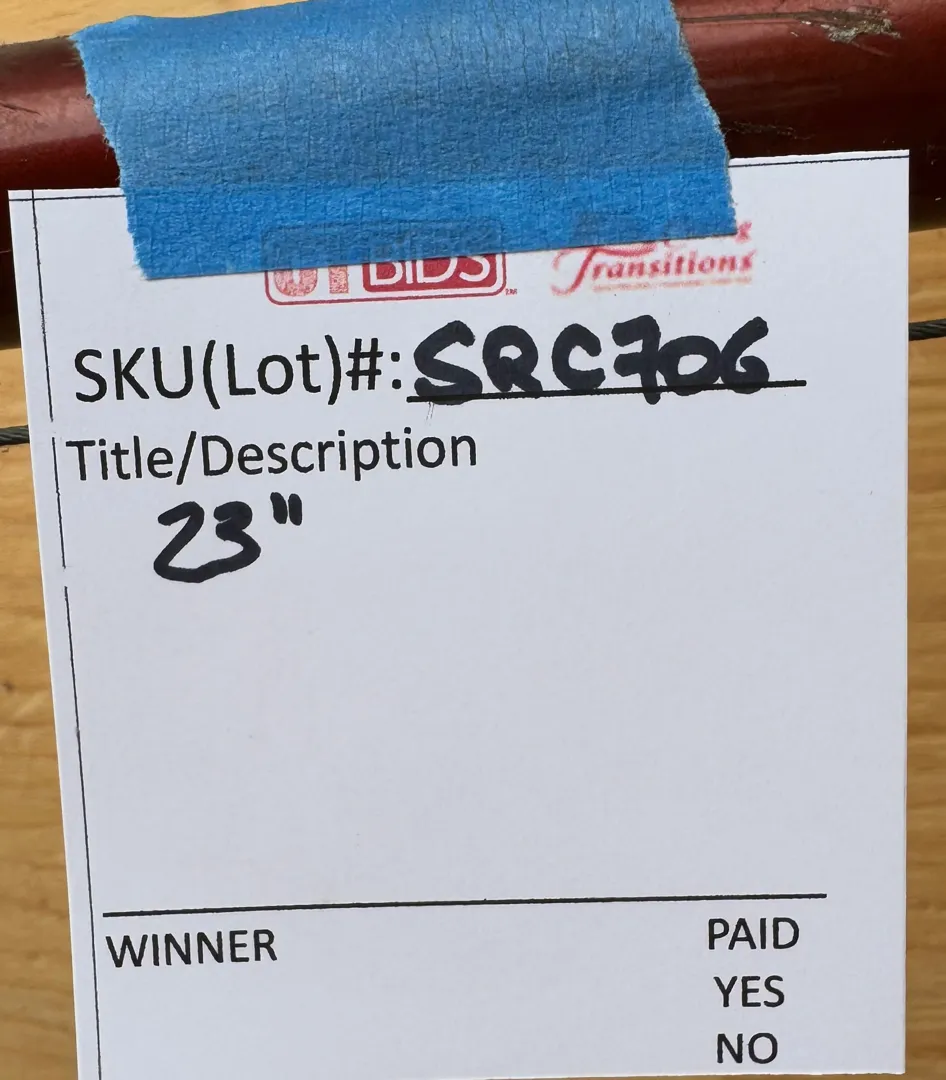 BIDS
Transitions
SKU(Lot)#: SRC706
Title/Description
23"
WINNER
PAID
YES
NO